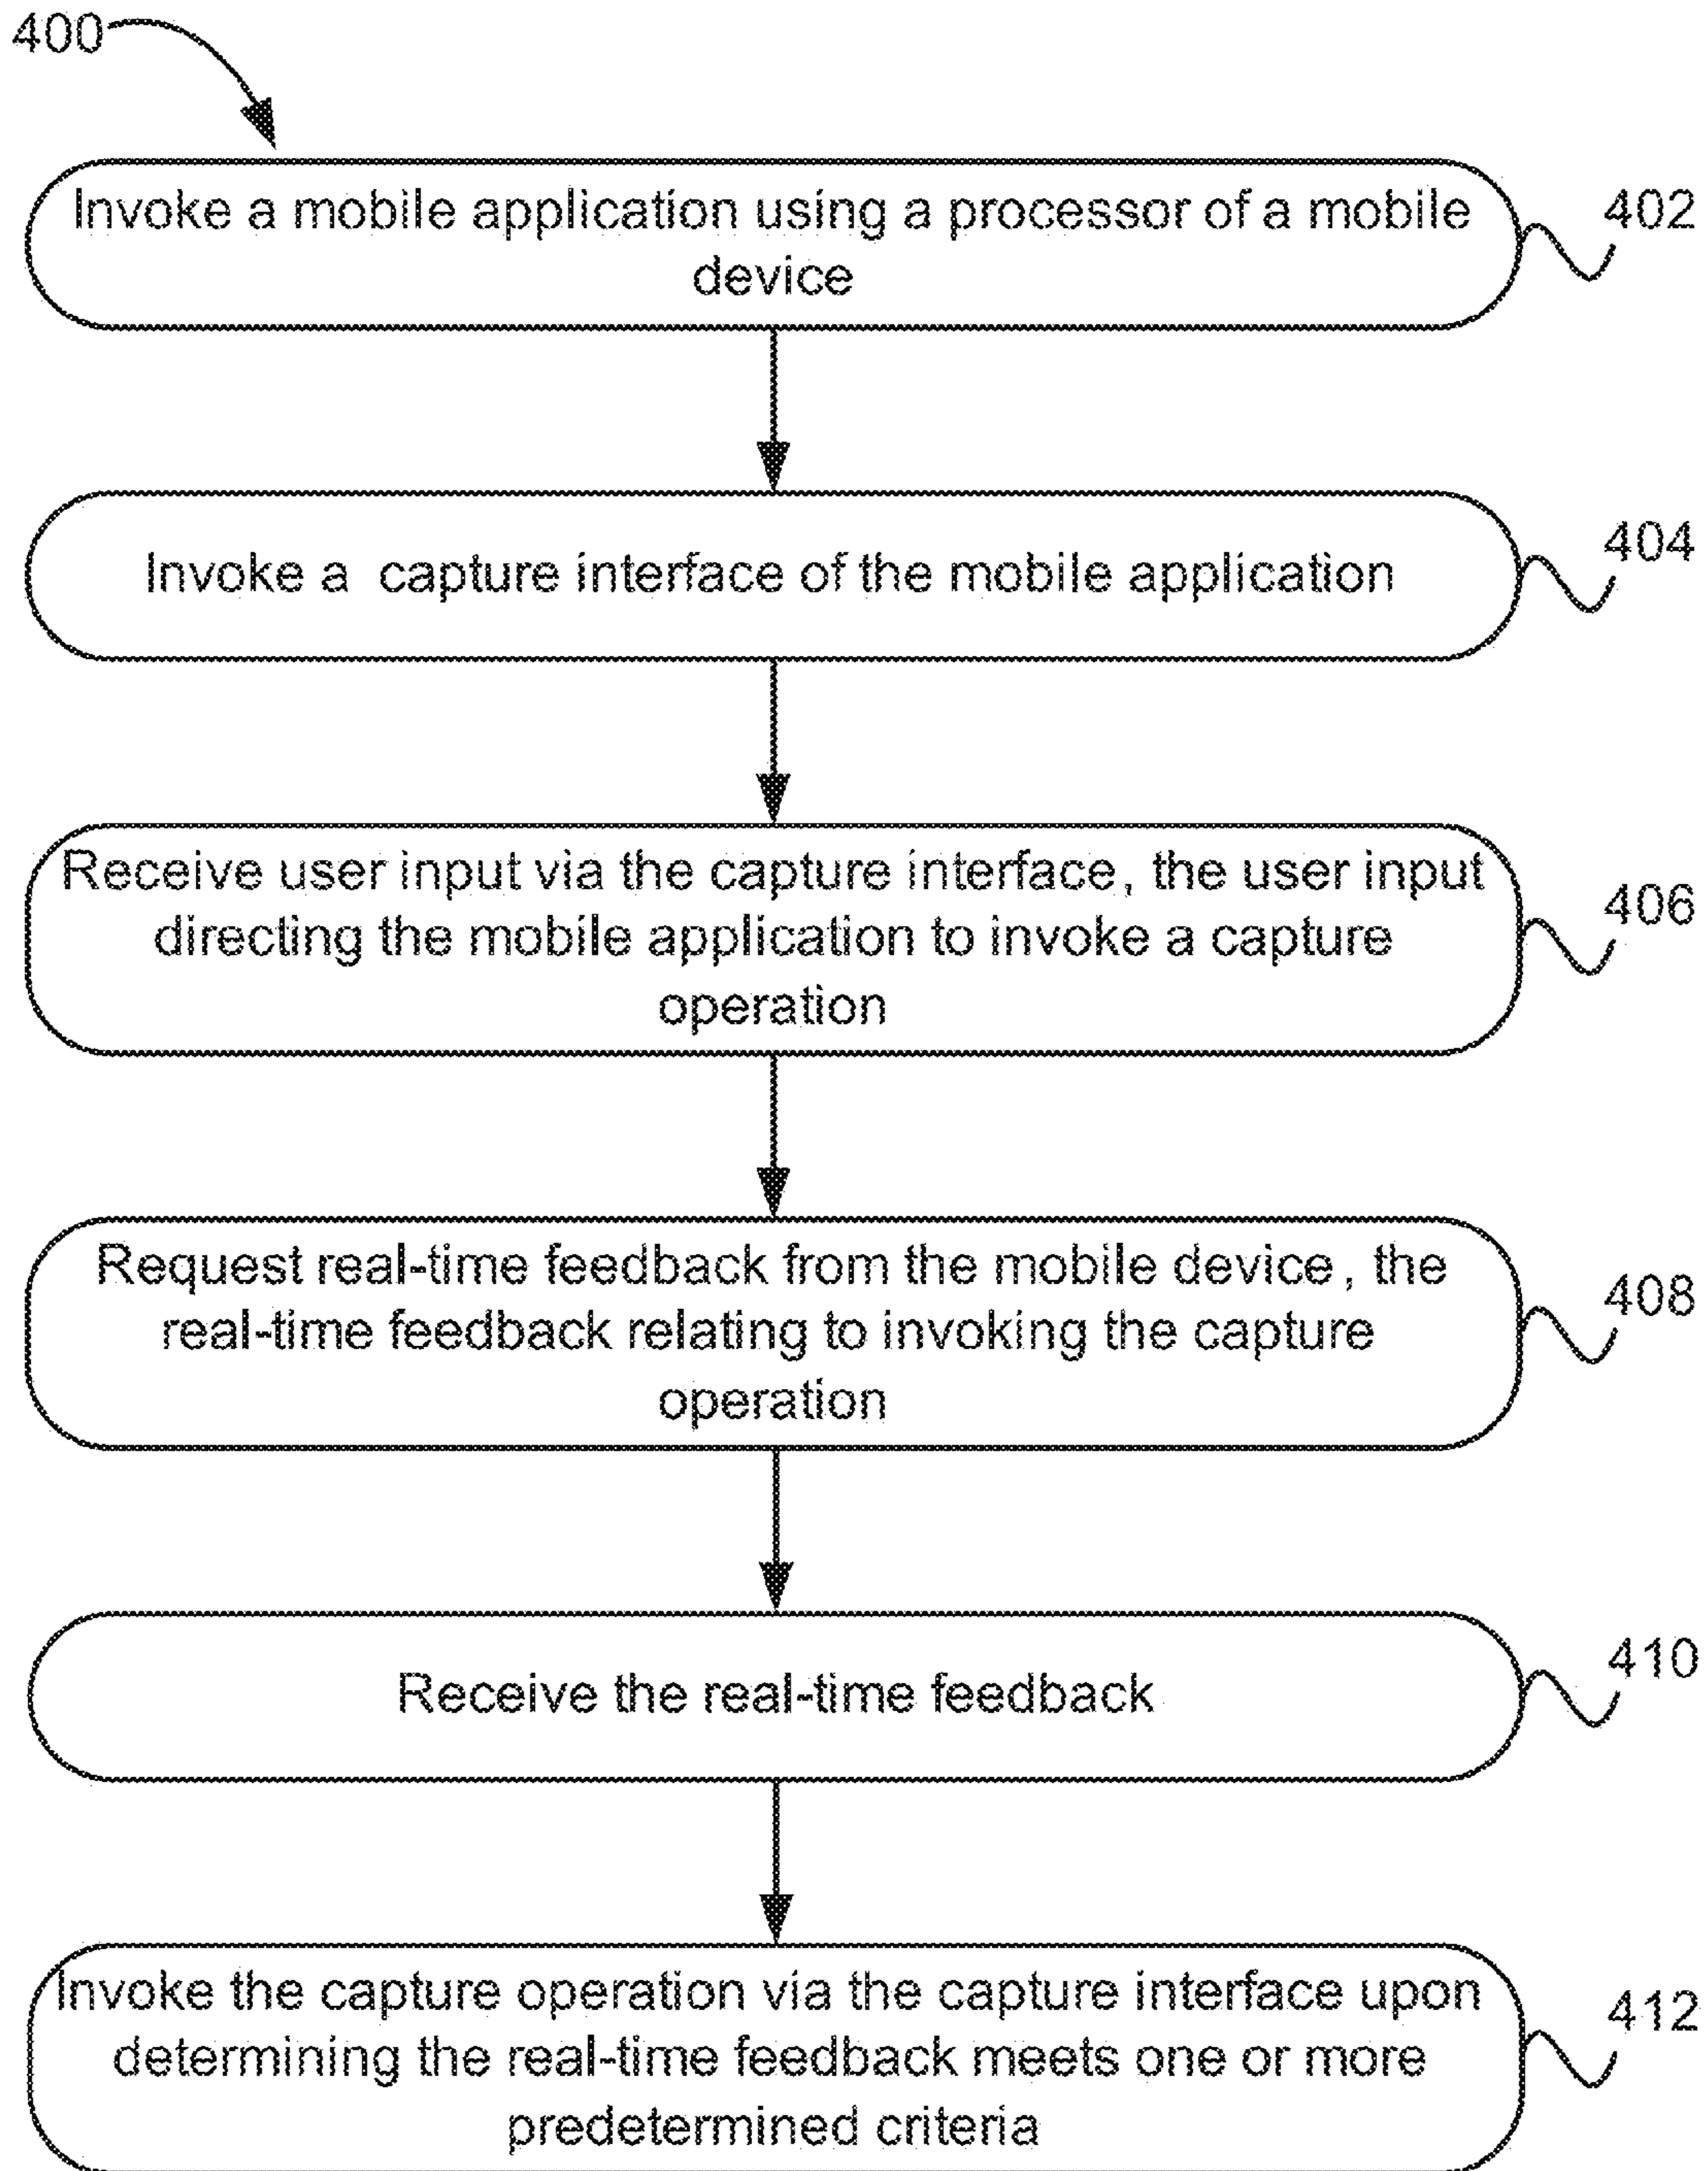 400
Invoke a mobile application using a processor of a mobile
device
402
Invoke a capture interface of the mobile application
404
Receive user input via the capture interface, the user input
directing the mobile application to invoke a capture
operation
406
Request real-time feedback from the mobile device, the
real-time feedback relating to invoking the capture
operation
408
Receive the real-time feedback
410
Invoke the capture operation via the capture interface upon
determining the real-time feedback meets one or more
predetermined criteria
412